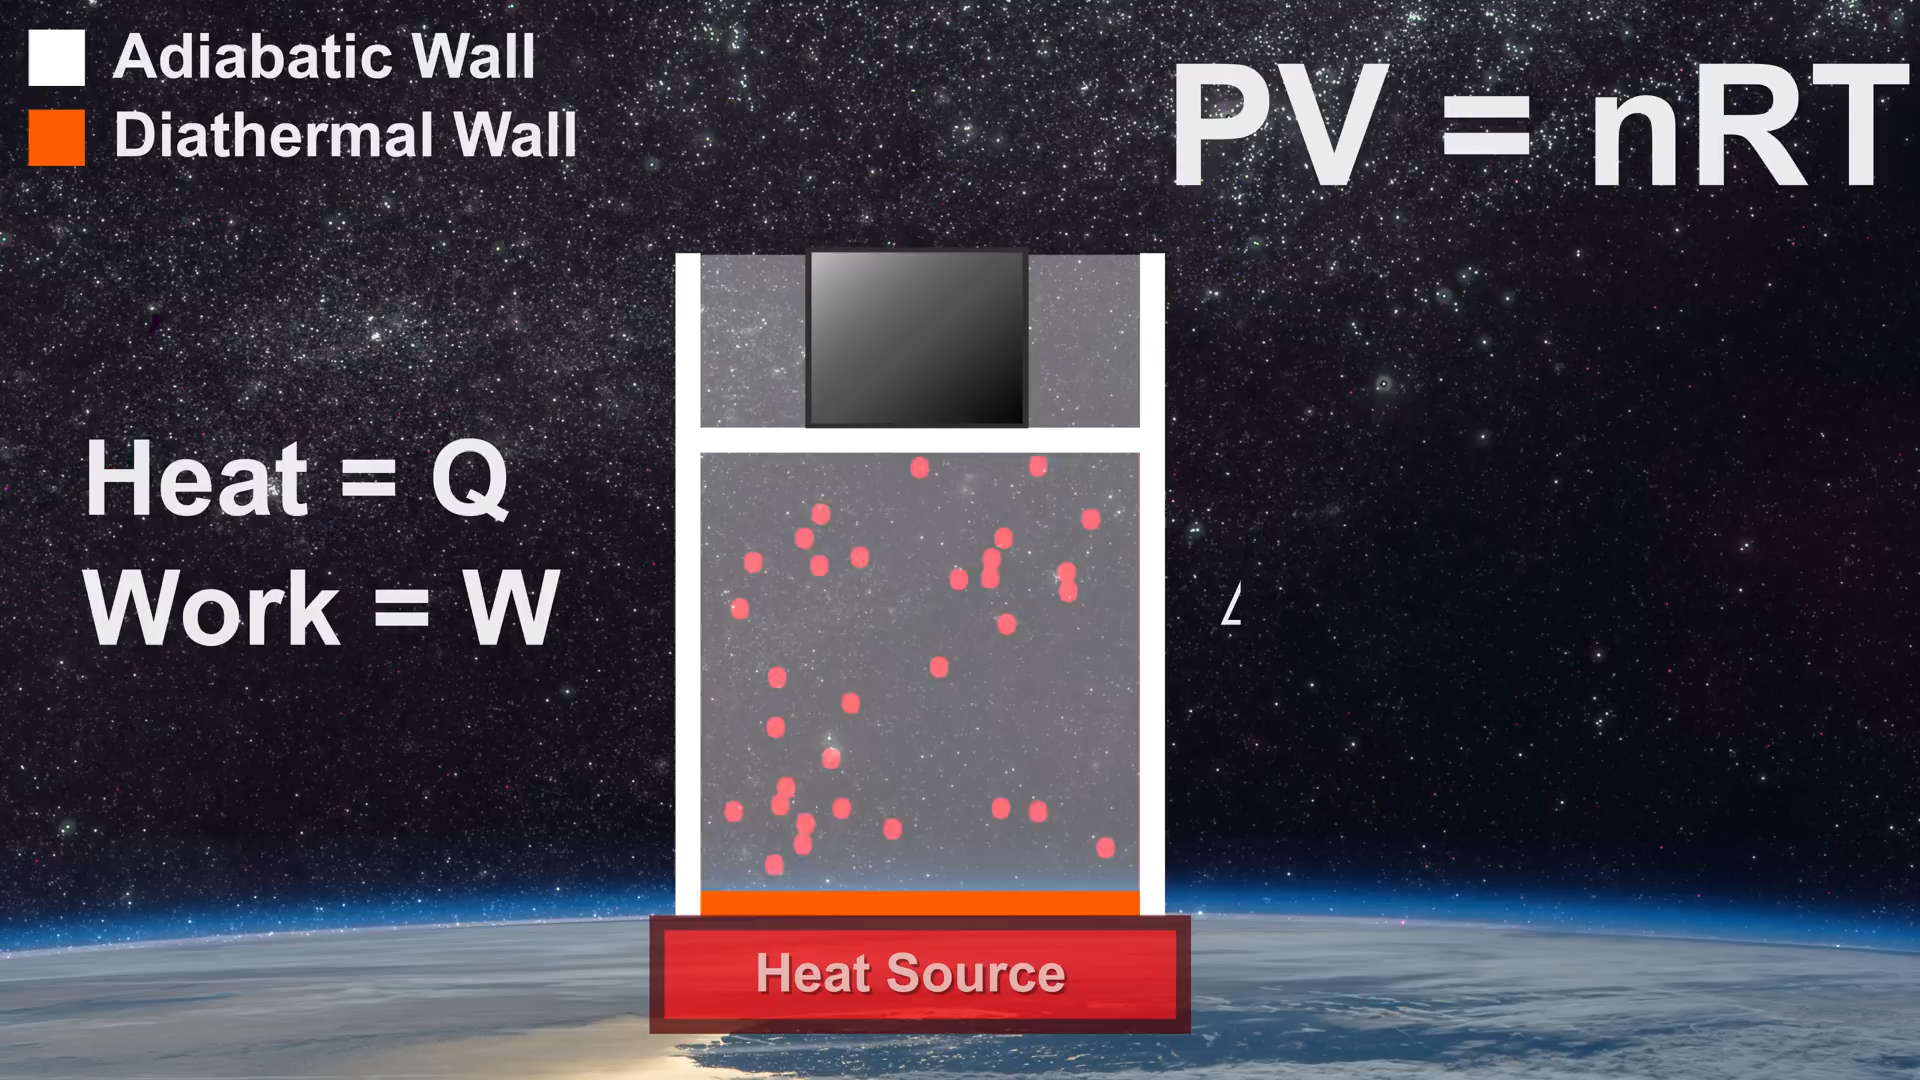 Adiabatic Wall
Diathermal Wall
PV = nRT
Heat = Q
Work = W
Heat Source